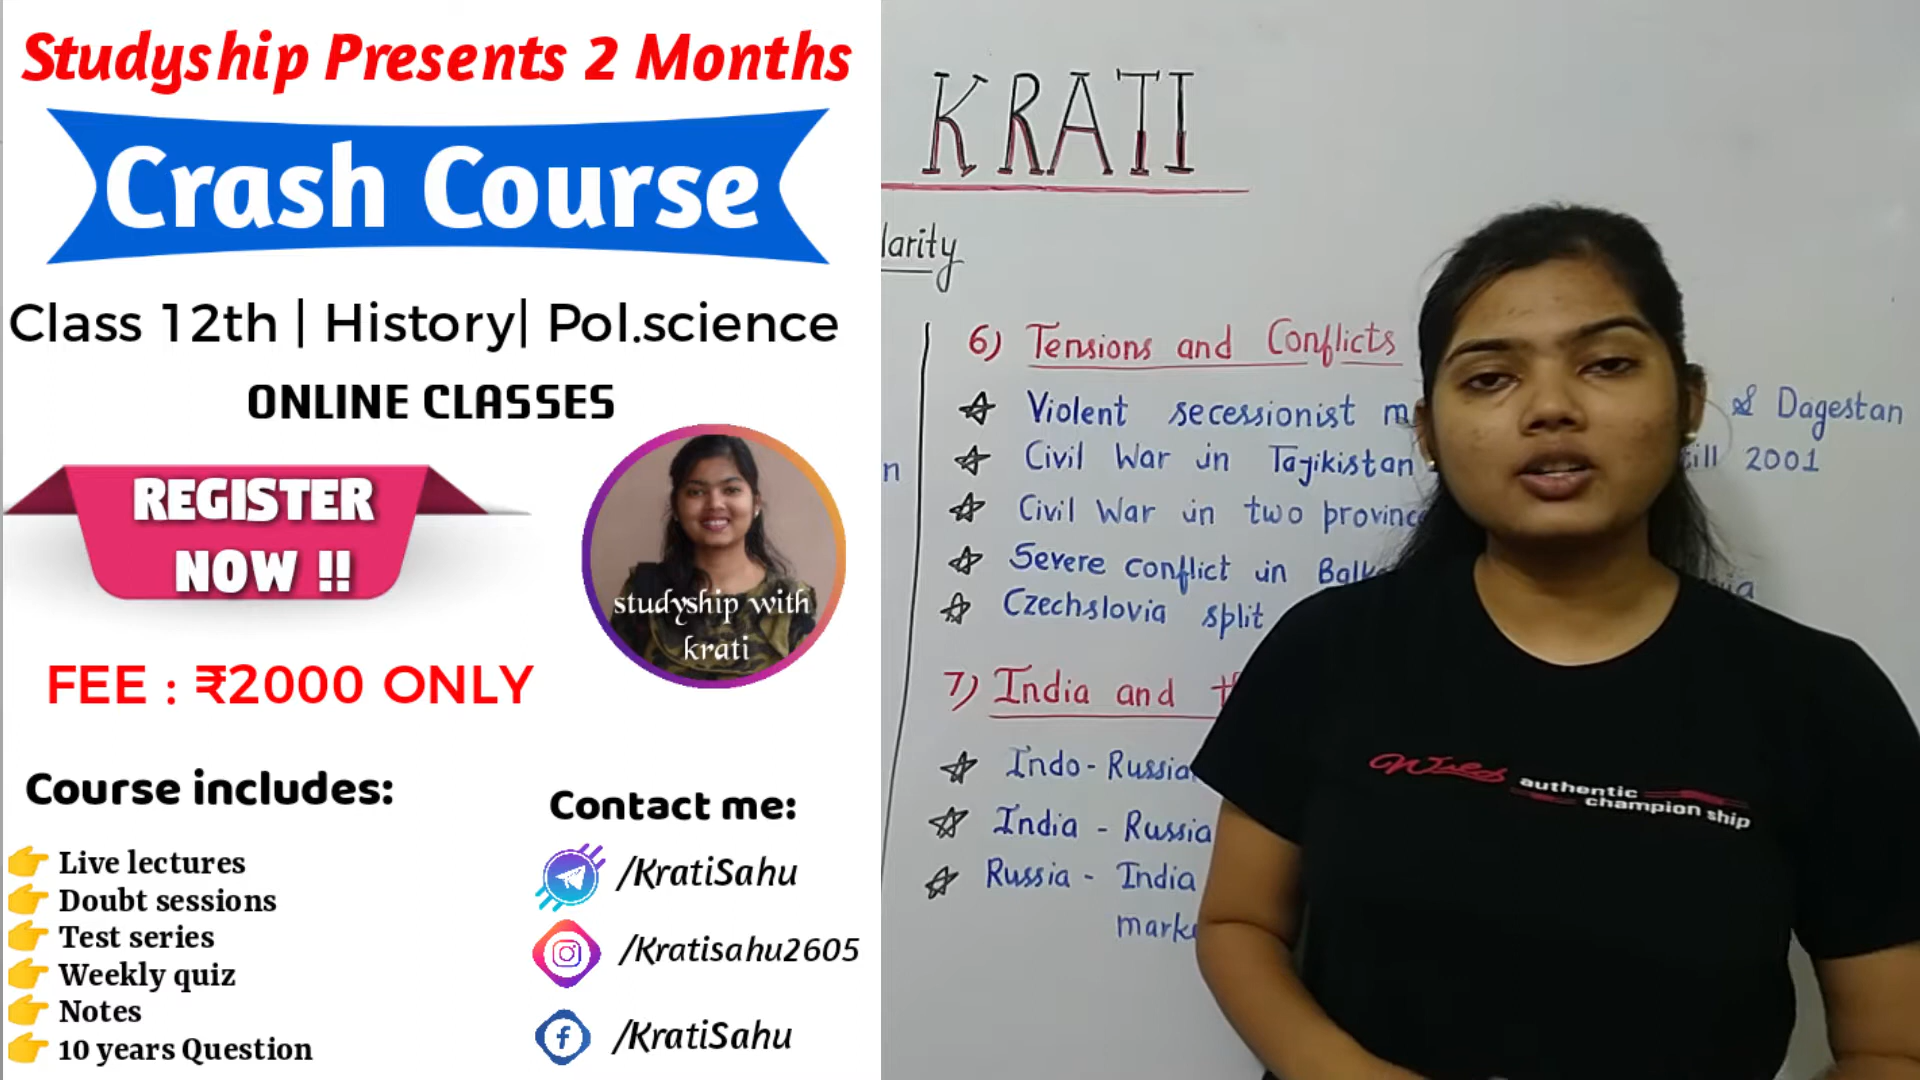 Studyship Presents 2 Months
Crash Course
Class 12th | History| Pol.science
ONLINE CLASSES
REGISTER
NOW !!
studyship with
krati
FEE : ₹2000 ONLY
Course includes:
👉 Live lectures
👉 Doubt sessions
👉 Test series
👉 Weekly quiz
👉 Notes
👉 10 years Question
Contact me:
/KratiSahu
/Kratisahu2605
/KratiSahu
KRATI
larity
n
6) Tensions and Conflicts
☆ Violent secessionist m & Dagestan
☆ Civil War in Tajikistan till 2001
☆ Civil War in two provinc
☆ Severe conflict in Balk
☆ Czechslovia split
7) India and th
☆ Indo - Russia
☆ India - Russia
☆ Russia - India
marke
authentic
champion ship